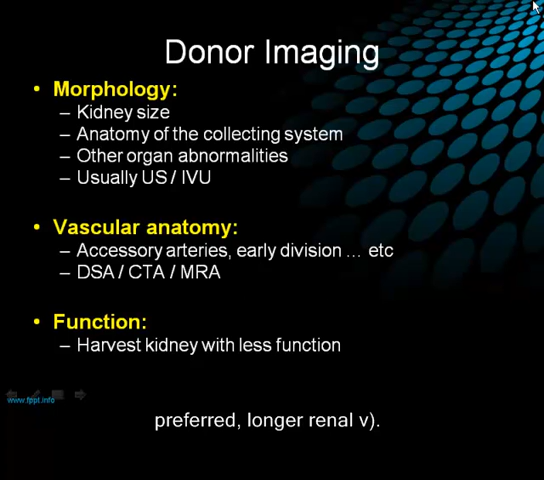 Donor Imaging
• Morphology:
– Kidney size
– Anatomy of the collecting system
– Other organ abnormalities
– Usually US / IVU
• Vascular anatomy:
– Accessory arteries, early division … etc
– DSA / CTA / MRA
• Function:
– Harvest kidney with less function
www.fppt.info
preferred, longer renal v).